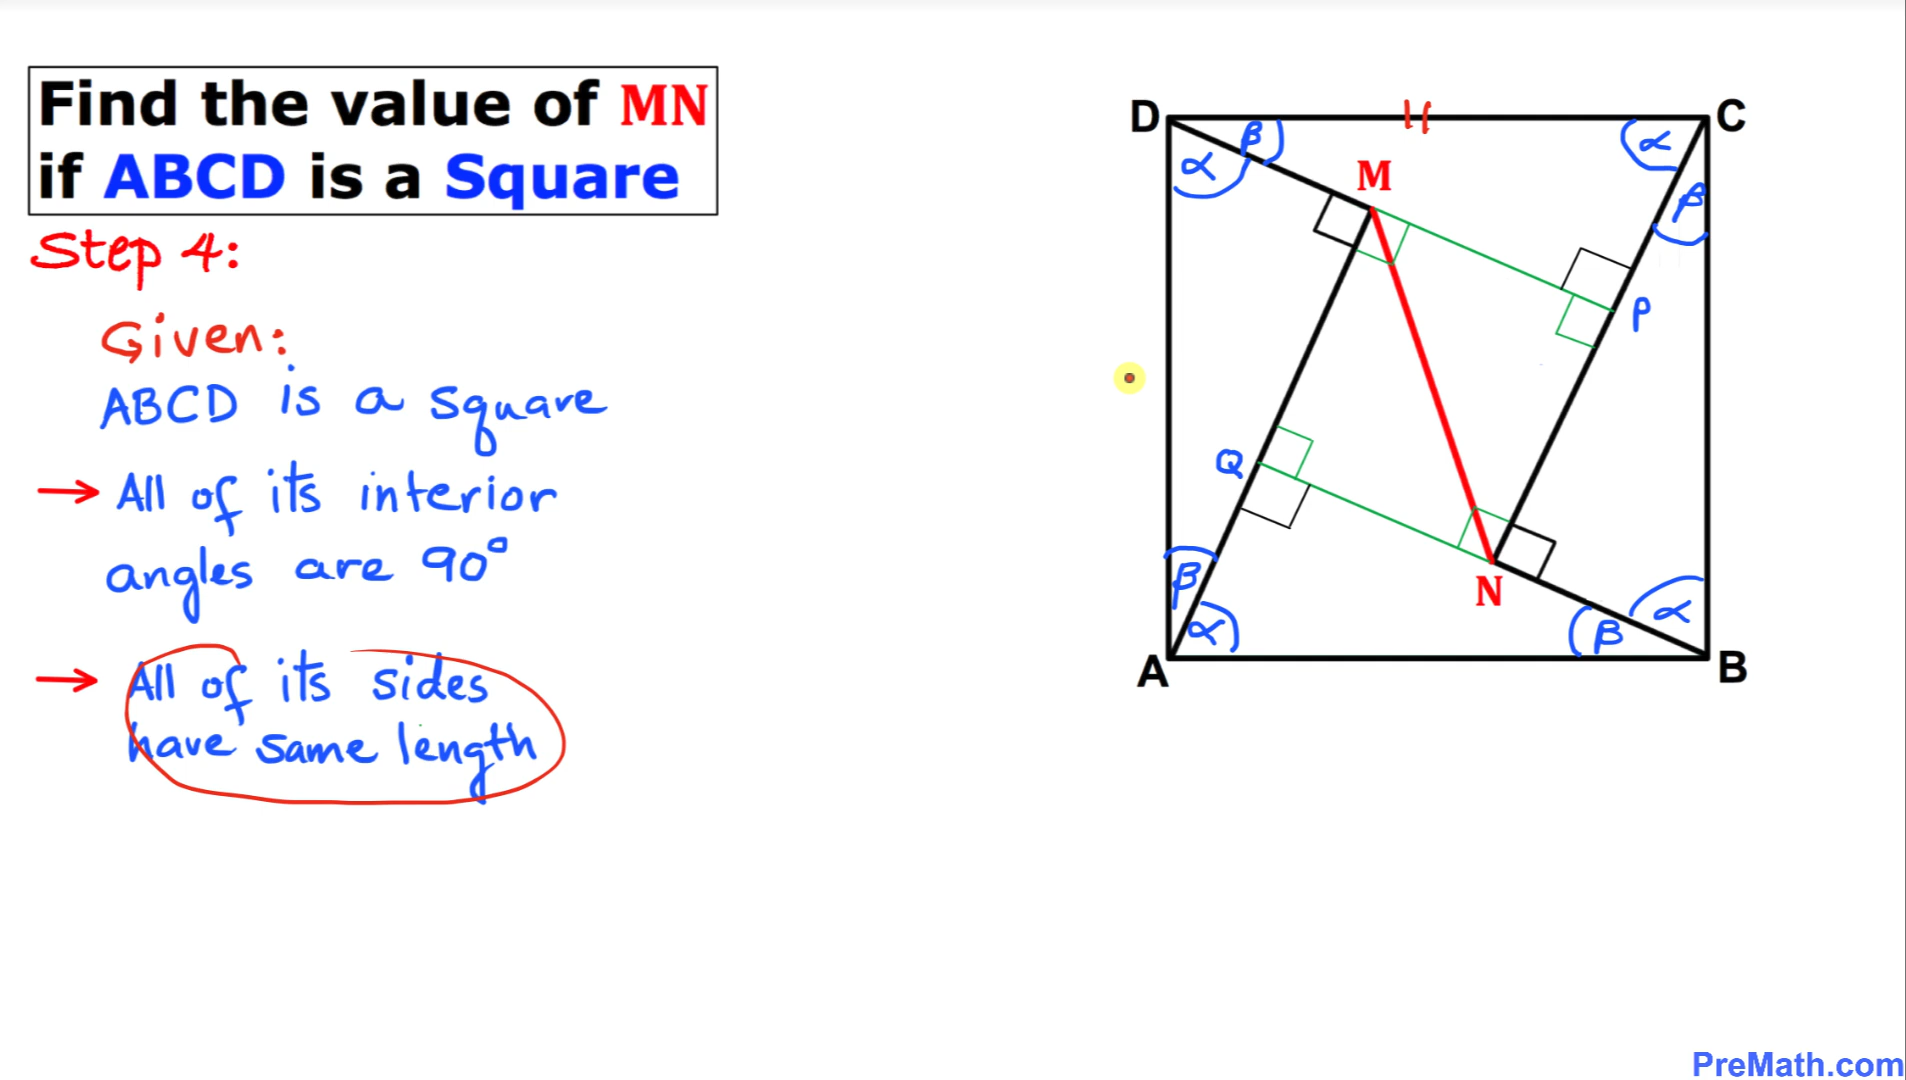 Find the value of MN
if ABCD is a Square
Step 4:
Given:
ABCD is a square
→ All of its interior
angles are 90°
→ All of its sides
have same length
D
C
β
α
α
β
M
P
Q
N
β
α
β
α
A
B
PreMath.com